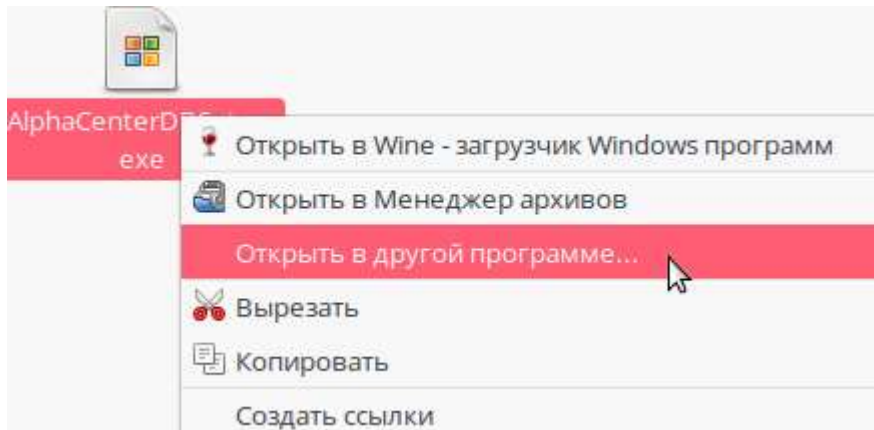 AlphaCenterD
exe
Открыть в Wine - загрузчик Windows программ
Открыть в Менеджер архивов
Открыть в другой программе...
Вырезать
Копировать
Создать ссылки